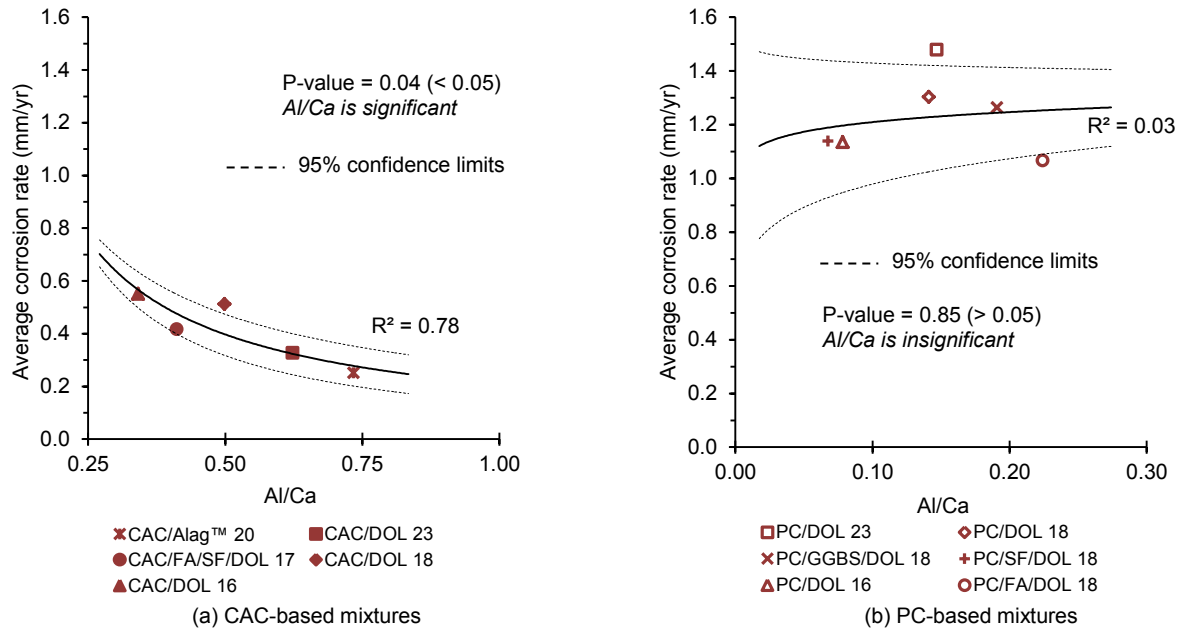 1.6
1.4
1.2
1.0
0.8
0.6
0.4
0.2
0.0
Average corrosion rate (mm/yr)
P-value = 0.04 (< 0.05)
Al/Ca is significant
95% confidence limits
R² = 0.78
0.25 0.50 0.75 1.00
Al/Ca
CAC/Alag™ 20 CAC/DOL 23
CAC/FA/SF/DOL 17 CAC/DOL 18
CAC/DOL 16
(a) CAC-based mixtures
1.6
1.4
1.2
1.0
0.8
0.6
0.4
0.2
0.0
Average corrosion rate (mm/yr)
R² = 0.03
95% confidence limits
P-value = 0.85 (> 0.05)
Al/Ca is insignificant
0.00 0.10 0.20 0.30
Al/Ca
PC/DOL 23 PC/DOL 18
PC/GGBS/DOL 18 PC/SF/DOL 18
PC/DOL 16 PC/FA/DOL 18
(b) PC-based mixtures